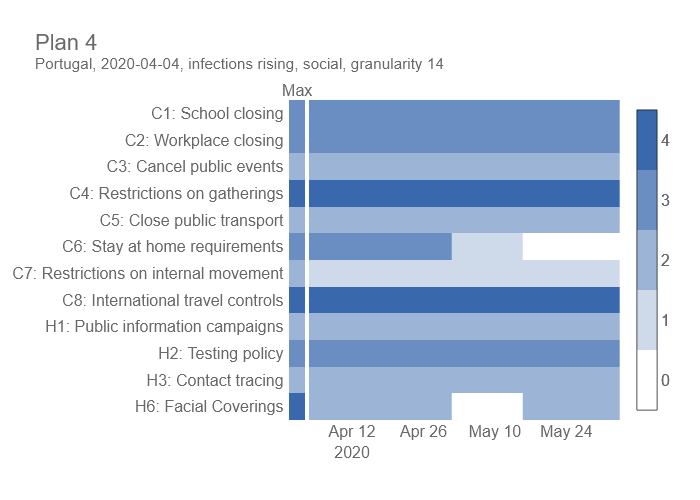 Plan 4
Portugal, 2020-04-04, infections rising, social, granularity 14
Max
C1: School closing
C2: Workplace closing
C3: Cancel public events
C4: Restrictions on gatherings
C5: Close public transport
C6: Stay at home requirements
C7: Restrictions on internal movement
C8: International travel controls
H1: Public information campaigns
H2: Testing policy
H3: Contact tracing
H6: Facial Coverings
Apr 12 Apr 26 May 10 May 24
2020
4
3
2
1
0